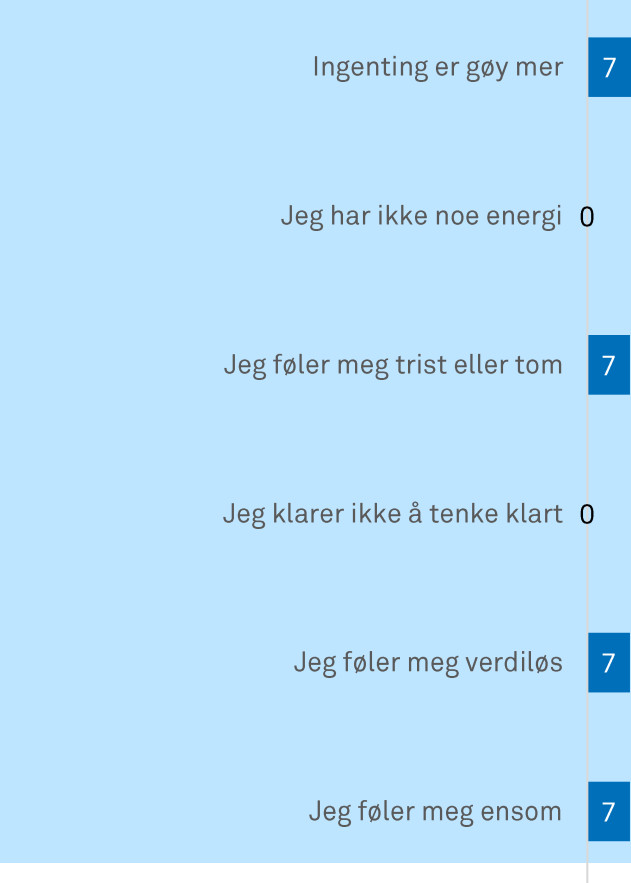 Ingenting er gøy mer 7
Jeg har ikke noe energi 0
Jeg føler meg trist eller tom 7
Jeg klarer ikke å tenke klart 0
Jeg føler meg verdiløs 7
Jeg føler meg ensom 7